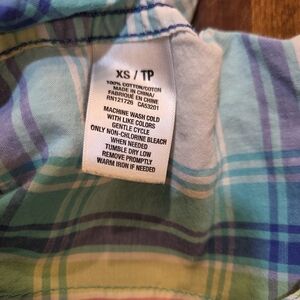 XS / TP
100% COTTON/COTON
MADE IN CHINA/
FABRIQUÉ EN CHINE
RN121726 CA53201
MACHINE WASH COLD
WITH LIKE COLORS
GENTLE CYCLE
ONLY NON-CHLORINE BLEACH
WHEN NEEDED
TUMBLE DRY LOW
REMOVE PROMPTLY
WARM IRON IF NEEDED